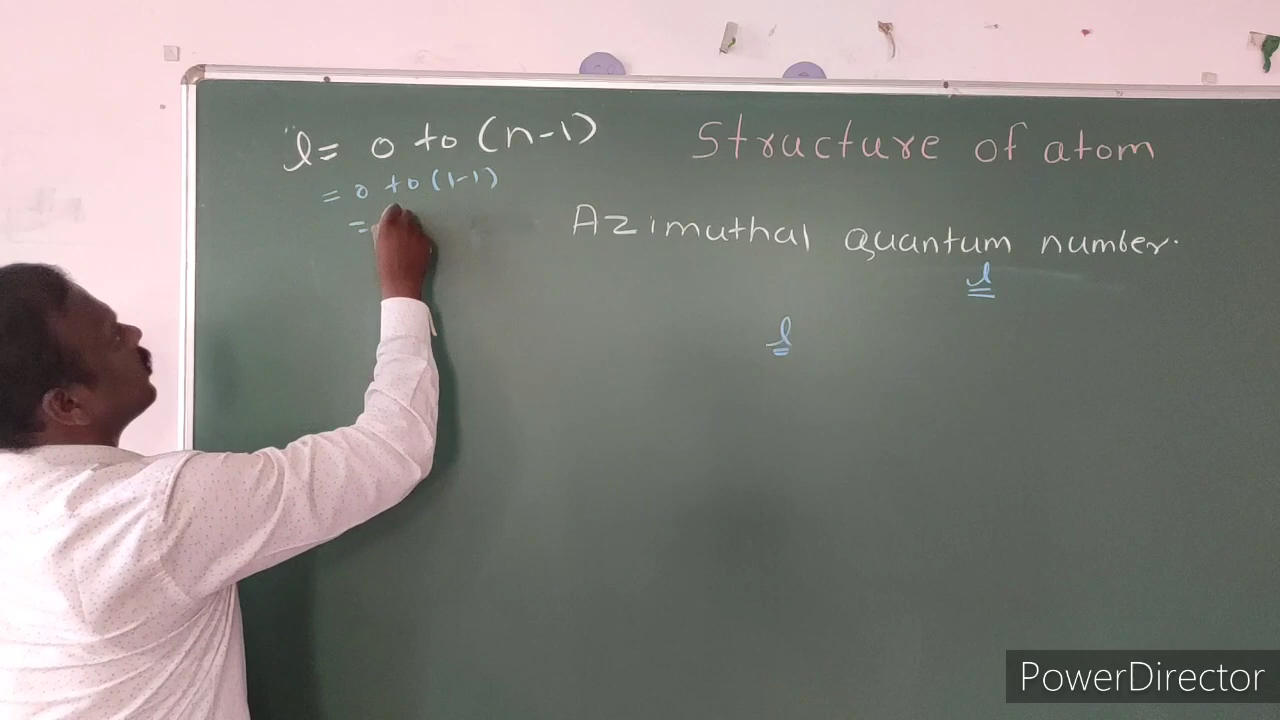 l = 0 to (n-1)
= 0 to (1-1)
=
Structure of atom
Azimuthal quantum number.
l
l
PowerDirector